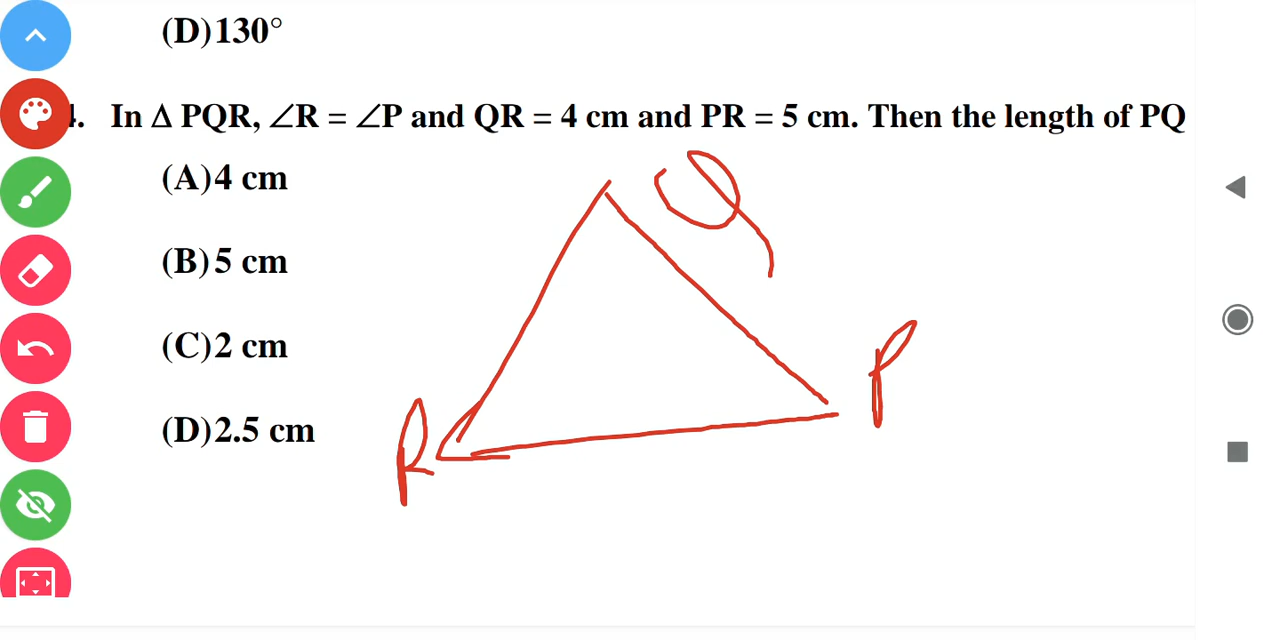 (D) 130°
4. In Δ PQR, ∠R = ∠P and QR = 4 cm and PR = 5 cm. Then the length of PQ
(A) 4 cm
(B) 5 cm
(C) 2 cm
(D) 2.5 cm
Q
P
R